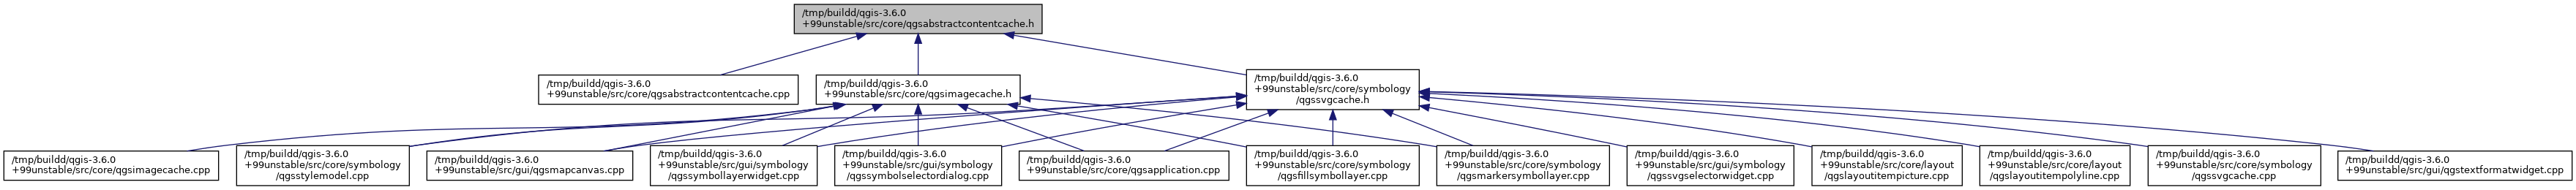 /tmp/buildd/qgis-3.6.0
+99unstable/src/core/qgsabstractcontentcache.h
/tmp/buildd/qgis-3.6.0
+99unstable/src/core/qgsabstractcontentcache.cpp
/tmp/buildd/qgis-3.6.0
+99unstable/src/core/qgsimagecache.h
/tmp/buildd/qgis-3.6.0
+99unstable/src/core/symbology
/qgssvgcache.h
/tmp/buildd/qgis-3.6.0
+99unstable/src/core/qgsimagecache.cpp
/tmp/buildd/qgis-3.6.0
+99unstable/src/core/symbology
/qgsstylemodel.cpp
/tmp/buildd/qgis-3.6.0
+99unstable/src/gui/qgsmapcanvas.cpp
/tmp/buildd/qgis-3.6.0
+99unstable/src/gui/symbology
/qgssymbollayerwidget.cpp
/tmp/buildd/qgis-3.6.0
+99unstable/src/gui/symbology
/qgssymbolselectordialog.cpp
/tmp/buildd/qgis-3.6.0
+99unstable/src/core/qgsapplication.cpp
/tmp/buildd/qgis-3.6.0
+99unstable/src/core/symbology
/qgsfillsymbollayer.cpp
/tmp/buildd/qgis-3.6.0
+99unstable/src/core/symbology
/qgsmarkersymbollayer.cpp
/tmp/buildd/qgis-3.6.0
+99unstable/src/gui/symbology
/qgssvgselectorwidget.cpp
/tmp/buildd/qgis-3.6.0
+99unstable/src/core/layout
/qgslayoutitempicture.cpp
/tmp/buildd/qgis-3.6.0
+99unstable/src/core/layout
/qgslayoutitempolyline.cpp
/tmp/buildd/qgis-3.6.0
+99unstable/src/core/symbology
/qgssvgcache.cpp
/tmp/buildd/qgis-3.6.0
+99unstable/src/gui/qgstextformatwidget.cpp